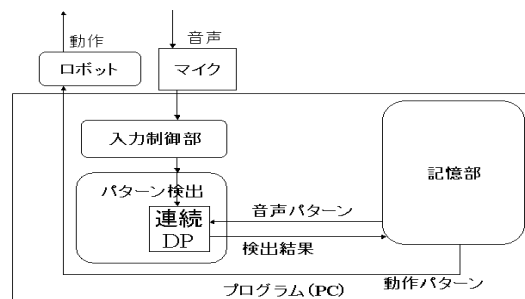 動作
音声
ロボット
マイク
入力制御部
パターン検出
連続
DP
音声パターン
検出結果
記憶部
動作パターン
プログラム(PC)